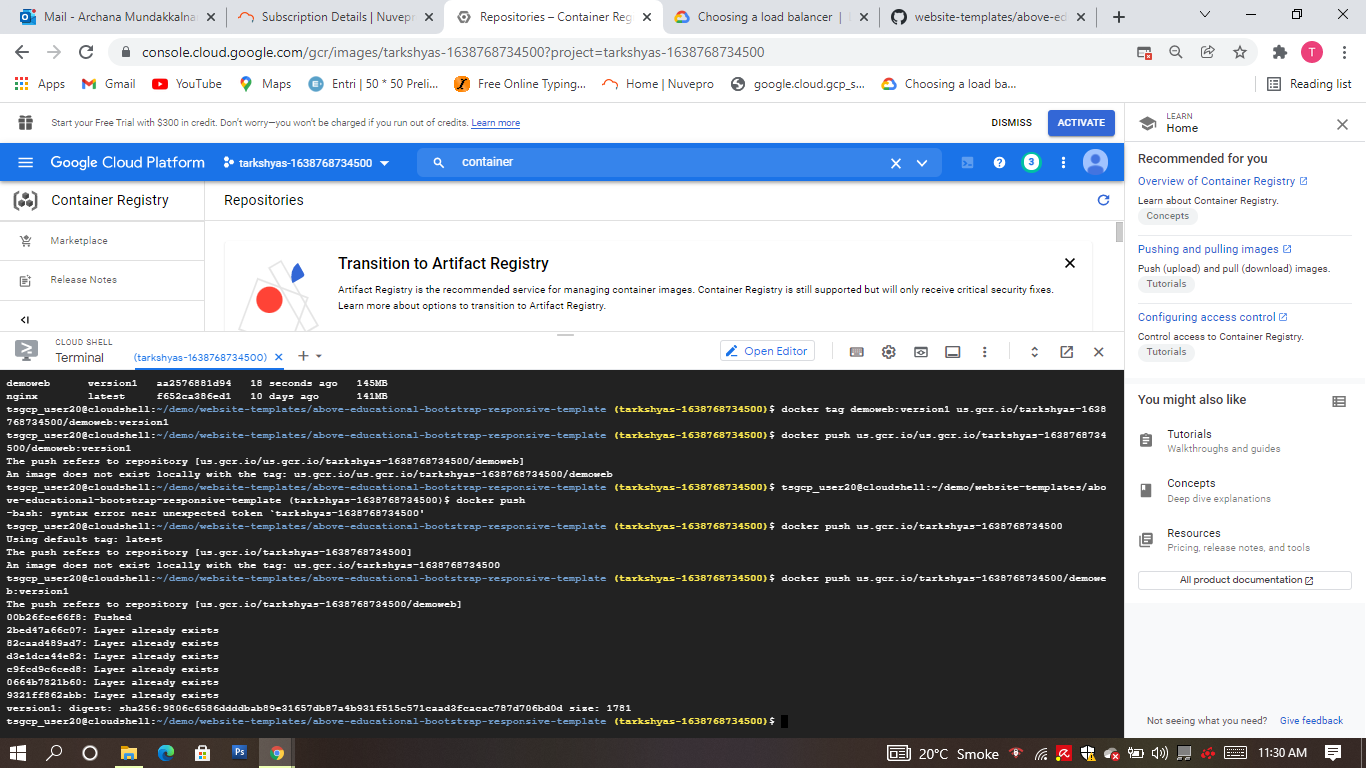 Mail - Archana Mundakkalna
Subscription Details | Nuvepr
Repositories – Container Reg
Choosing a load balancer |
website-templates/above-ed
console.cloud.google.com/gcr/images/tarkshyas-1638768734500?project=tarkshyas-1638768734500
T
Apps
Gmail
YouTube
Maps
Entri | 50 * 50 Preli...
Free Online Typing...
Home | Nuvepro
google.cloud.gcp_s...
Choosing a load ba...
Reading list
Start your Free Trial with $300 in credit. Don't worry—you won't be charged if you run out of credits. Learn more
DISMISS
ACTIVATE
LEARN
Home
Google Cloud Platform
tarkshyas-1638768734500
container
3
Container Registry
Repositories
Marketplace
Release Notes
Transition to Artifact Registry
Artifact Registry is the recommended service for managing container images. Container Registry is still supported but will only receive critical security fixes.
Learn more about options to transition to Artifact Registry.
Recommended for you
Overview of Container Registry
Learn about Container Registry.
Concepts
Pushing and pulling images
Push (upload) and pull (download) images.
Tutorials
Configuring access control
Control access to Container Registry.
Tutorials
You might also like
Tutorials
Walkthroughs and guides
Concepts
Deep dive explanations
Resources
Pricing, release notes, and tools
All product documentation
Not seeing what you need?
Give feedback
CLOUD SHELL
Terminal
(tarkshyas-1638768734500)
Open Editor
demoweb version1 aa2576881d94 18 seconds ago 145MB
nginx latest f652ca386ed1 10 days ago 141MB
tsgcp_user20@cloudshell:~/demo/website-templates/above-educational-bootstrap-responsive-template (tarkshyas-1638768734500)$ docker tag demoweb:version1 us.gcr.io/tarkshyas-1638
768734500/demoweb:version1
tsgcp_user20@cloudshell:~/demo/website-templates/above-educational-bootstrap-responsive-template (tarkshyas-1638768734500)$ docker push us.gcr.io/us.gcr.io/tarkshyas-1638768734
500/demoweb:version1
The push refers to repository [us.gcr.io/us.gcr.io/tarkshyas-1638768734500/demoweb]
An image does not exist locally with the tag: us.gcr.io/us.gcr.io/tarkshyas-1638768734500/demoweb
tsgcp_user20@cloudshell:~/demo/website-templates/above-educational-bootstrap-responsive-template (tarkshyas-1638768734500)$ tsgcp_user20@cloudshell:~/demo/website-templates/abo
ve-educational-bootstrap-responsive-template (tarkshyas-1638768734500)$ docker push
-bash: syntax error near unexpected token `tarkshyas-1638768734500'
tsgcp_user20@cloudshell:~/demo/website-templates/above-educational-bootstrap-responsive-template (tarkshyas-1638768734500)$ docker push us.gcr.io/tarkshyas-1638768734500
Using default tag: latest
The push refers to repository [us.gcr.io/tarkshyas-1638768734500]
An image does not exist locally with the tag: us.gcr.io/tarkshyas-1638768734500
tsgcp_user20@cloudshell:~/demo/website-templates/above-educational-bootstrap-responsive-template (tarkshyas-1638768734500)$ docker push us.gcr.io/tarkshyas-1638768734500/demowe
b:version1
The push refers to repository [us.gcr.io/tarkshyas-1638768734500/demoweb]
00b26fce66f8: Pushed
2bed47a66c07: Layer already exists
82caad489ad7: Layer already exists
d3e1dca44e82: Layer already exists
c9fcd9c6ced8: Layer already exists
0664b7821b60: Layer already exists
9321ff862abb: Layer already exists
version1: digest: sha256:9806c6586ddddbab89e31657db87a4b931f515c571caad3fcacac787d706bd0d size: 1781
tsgcp_user20@cloudshell:~/demo/website-templates/above-educational-bootstrap-responsive-template (tarkshyas-1638768734500)$
Ps
20°C Smoke
11:30 AM